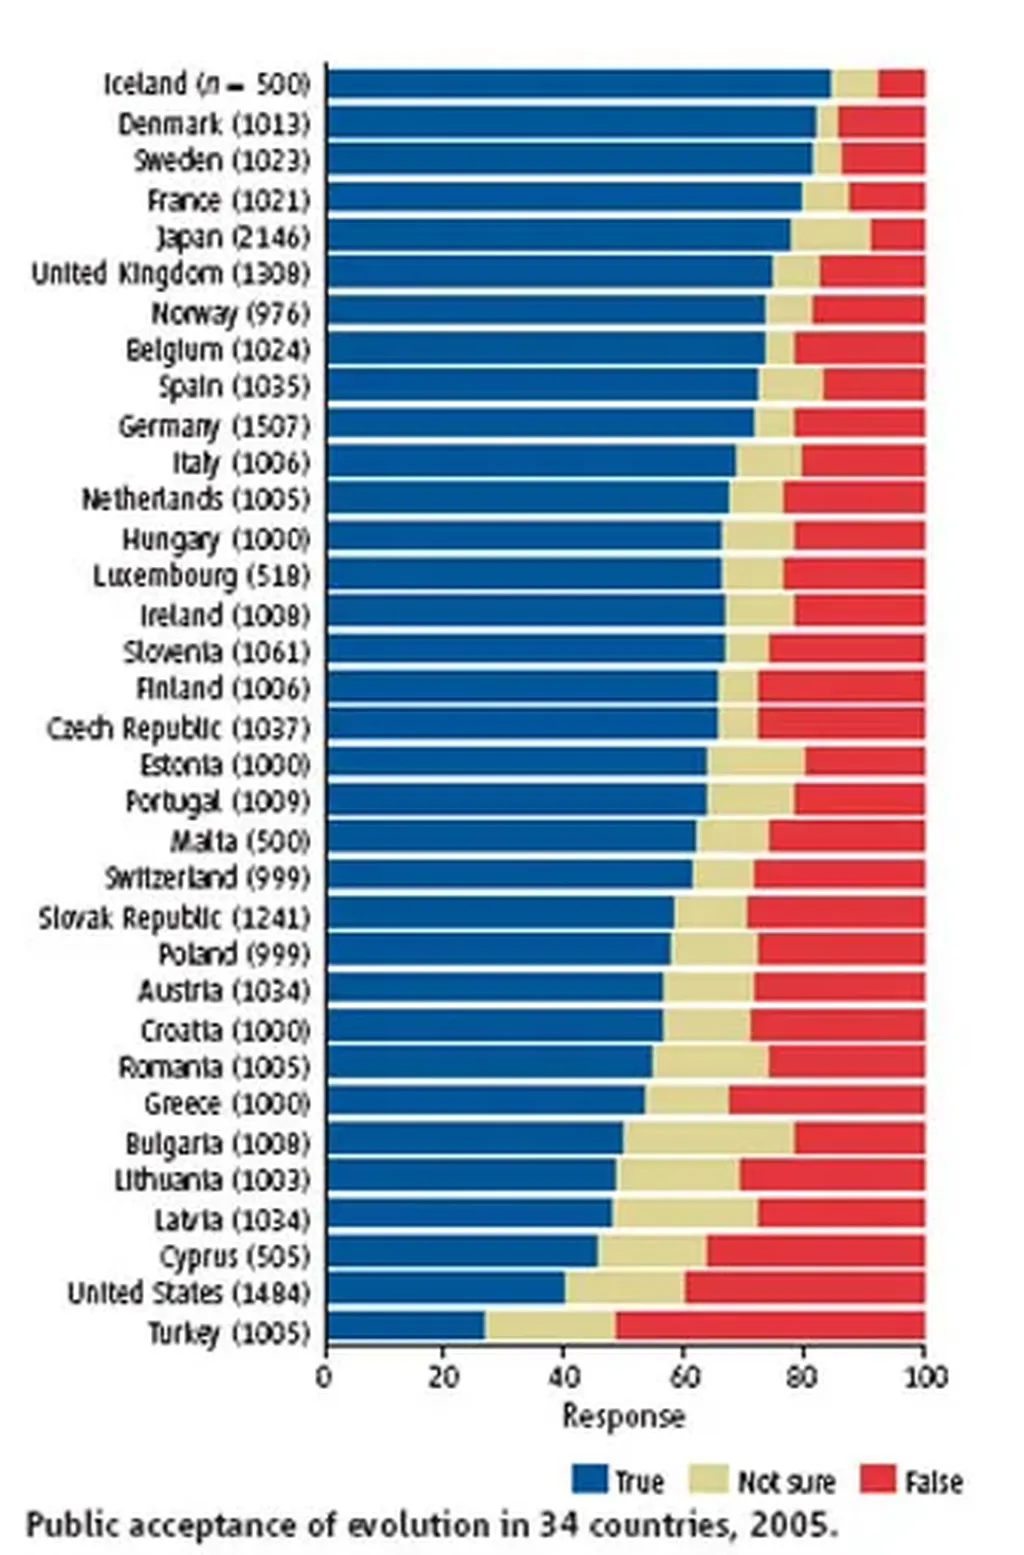 Iceland (n = 500)
Denmark (1013)
Sweden (1023)
France (1021)
Japan (2146)
United Kingdom (1308)
Norway (976)
Belgium (1024)
Spain (1035)
Germany (1507)
Italy (1006)
Netherlands (1005)
Hungary (1000)
Luxembourg (518)
Ireland (1008)
Slovenia (1061)
Finland (1006)
Czech Republic (1037)
Estonia (1000)
Portugal (1009)
Malta (500)
Switzerland (999)
Slovak Republic (1241)
Poland (999)
Austria (1034)
Croatia (1000)
Romania (1005)
Greece (1000)
Bulgaria (1008)
Lithuania (1003)
Latvia (1034)
Cyprus (505)
United States (1484)
Turkey (1005)
0 20 40 60 80 100
Response
True Not sure False
Public acceptance of evolution in 34 countries, 2005.